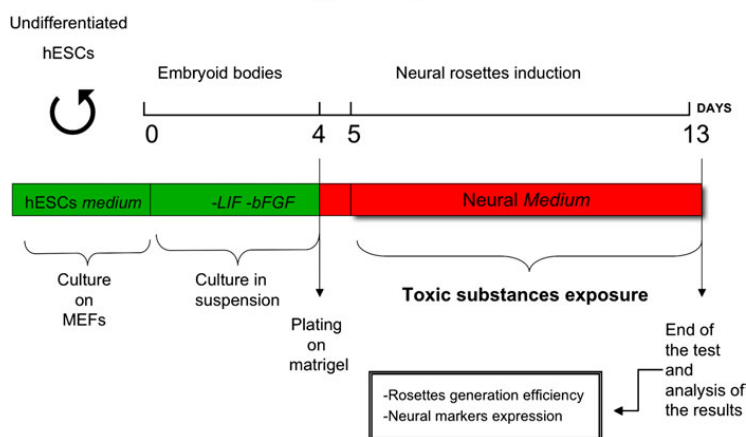 Undifferentiated
hESCs
Embryoid bodies
Neural rosettes induction
DAYS
0
4
5
13
hESCs medium
-LIF -bFGF
Neural Medium
Culture
on
MEFs
Culture in
suspension
Toxic substances exposure
Plating
on
matrigel
End of
the test
and
analysis of
the results
-Rosettes generation efficiency
-Neural markers expression